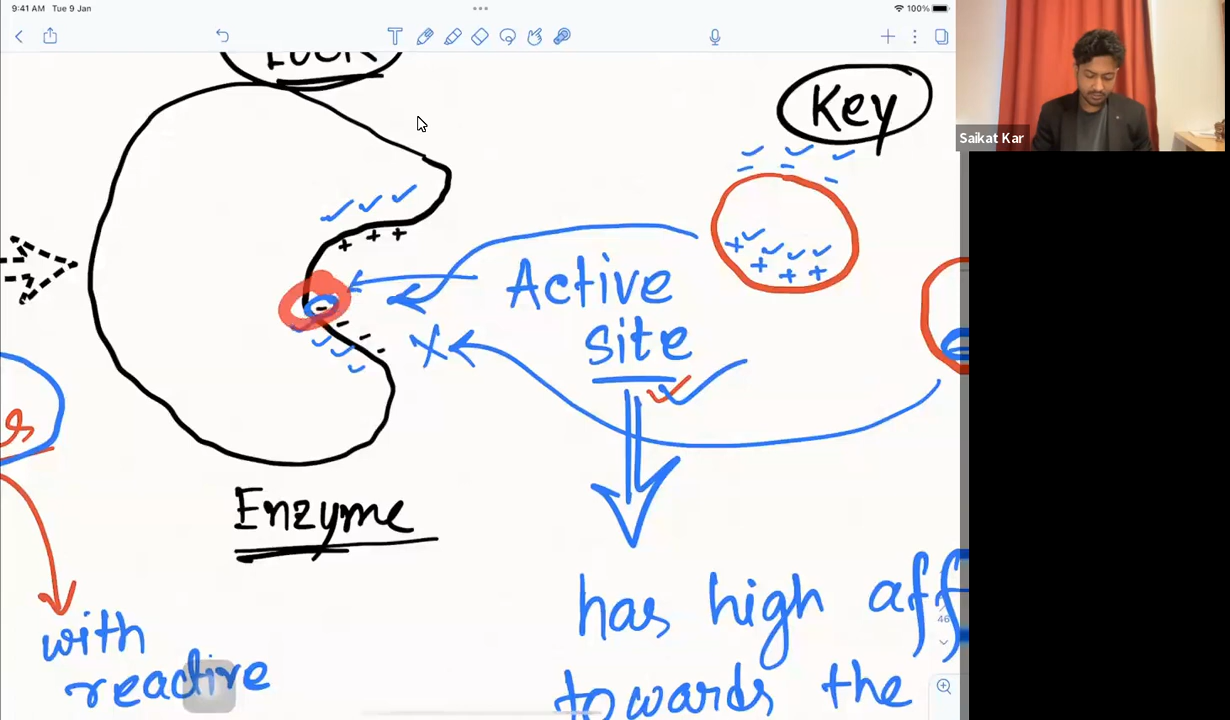 9:41 AM Tue 9 Jan
100%
Key
Saikat Kar
Active
site
Enzyme
has high aff
46
with
reactive
towards the